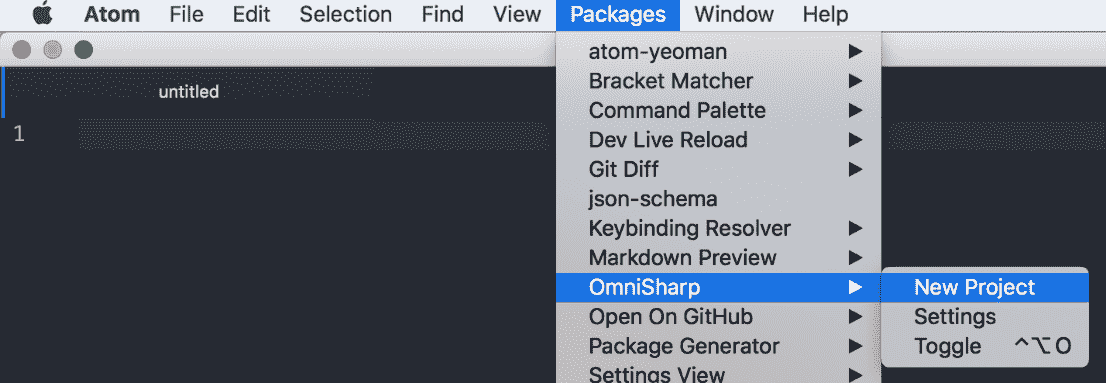 Atom File Edit Selection Find View Packages Window Help
untitled
1
atom-yeoman
Bracket Matcher
Command Palette
Dev Live Reload
Git Diff
json-schema
Keybinding Resolver
Markdown Preview
OmniSharp
New Project
Open On GitHub
Settings
Package Generator
Toggle ^⌥O
Settings View